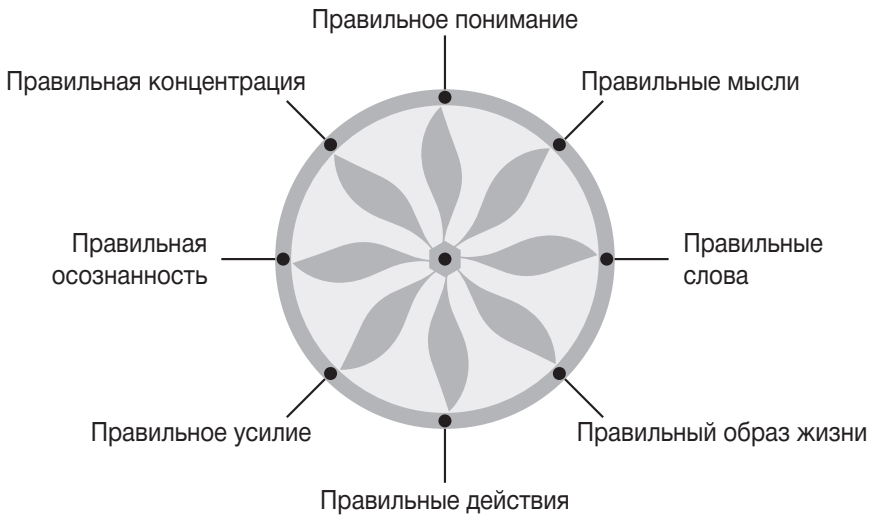 Правильное понимание
Правильная концентрация
Правильные мысли
Правильная
осознанность
Правильные
слова
Правильное усилие
Правильный образ жизни
Правильные действия